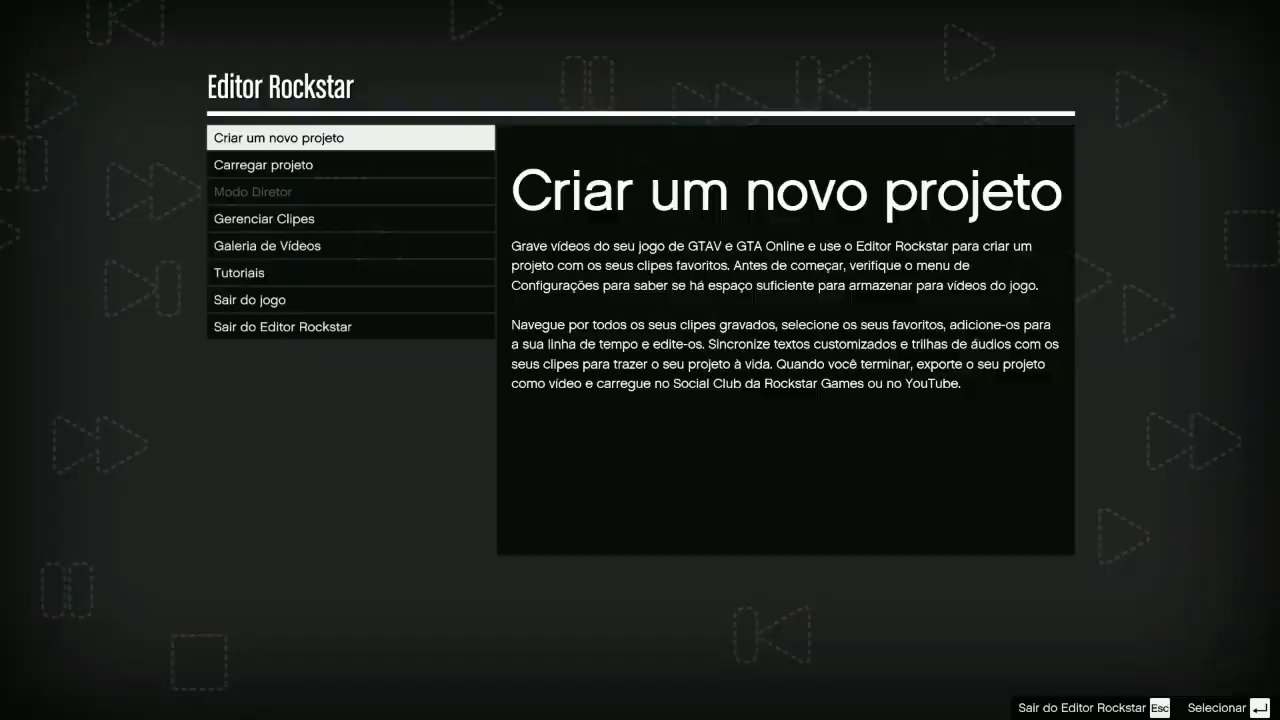 Editor Rockstar
Criar um novo projeto
Carregar projeto
Modo Diretor
Gerenciar Clipes
Galeria de Vídeos
Tutoriais
Sair do jogo
Sair do Editor Rockstar
Criar um novo projeto
Grave vídeos do seu jogo de GTAV e GTA Online e use o Editor Rockstar para criar um
projeto com os seus clipes favoritos. Antes de começar, verifique o menu de
Configurações para saber se há espaço suficiente para armazenar para vídeos do jogo.
Navegue por todos os seus clipes gravados, selecione os seus favoritos, adicione-os para
a sua linha de tempo e edite-os. Sincronize textos customizados e trilhas de áudios com os
seus clipes para trazer o seu projeto à vida. Quando você terminar, exporte o seu projeto
como vídeo e carregue no Social Club da Rockstar Games ou no YouTube.
Sair do Editor Rockstar Esc Selecionar